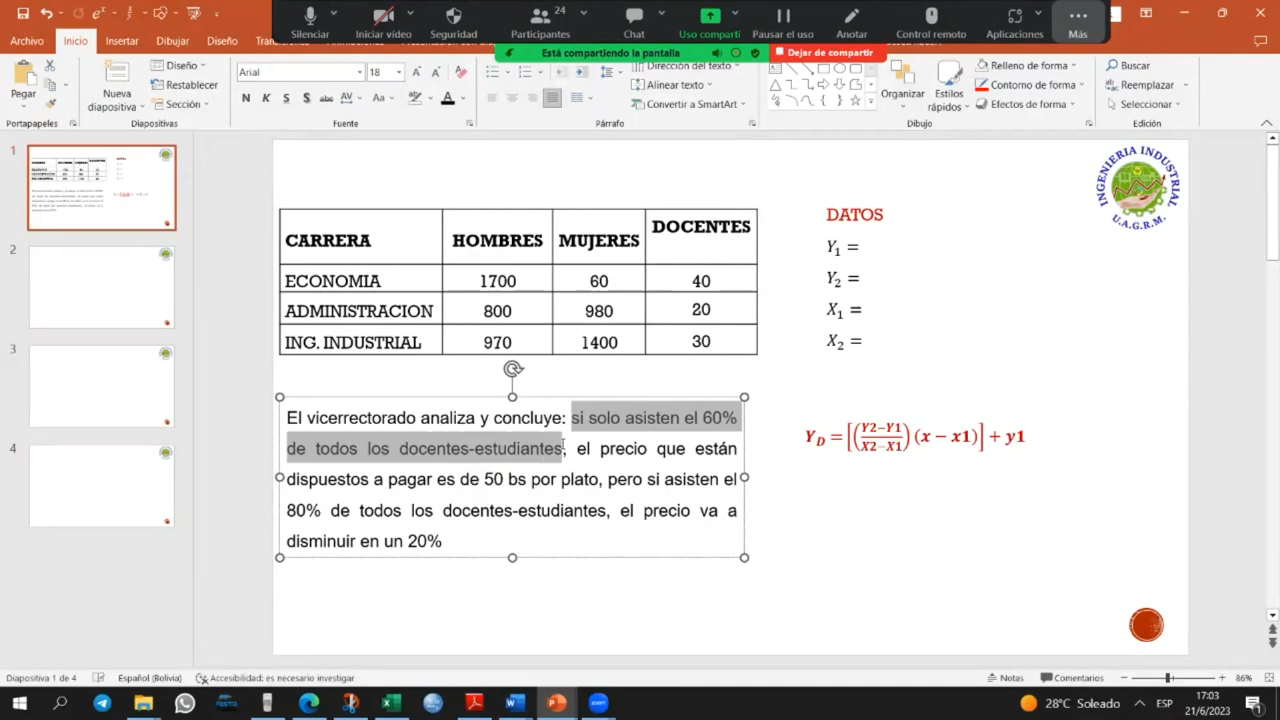 Silenciar
Iniciar vídeo
Seguridad
24
Participantes
Chat
Uso comparti
Pausar el uso
Anotar
Control remoto
Aplicaciones
Más
Está compartiendo la pantalla
Dejar de compartir
Archivo
Inicio
Insertar
Dibujar
Diseño
Pegar
Nueva
diapositiva
Diseño
Restablecer
Sección
Arial
18
N K S S abc AV Aa A
Dirección del texto
Alinear texto
Convertir a SmartArt
Organizar
Estilos
rápidos
Relleno de forma
Contorno de forma
Efectos de forma
Buscar
Reemplazar
Seleccionar
Portapapeles
Diapositivas
Fuente
Párrafo
Dibujo
Edición
1
2
3
4
CARRERA HOMBRES MUJERES DOCENTES
ECONOMIA 1700 60 40
ADMINISTRACION 800 980 20
ING. INDUSTRIAL 970 1400 30
El vicerrectorado analiza y concluye: si solo asisten el 60%
de todos los docentes-estudiantes, el precio que están
dispuestos a pagar es de 50 bs por plato, pero si asisten el
80% de todos los docentes-estudiantes, el precio va a
disminuir en un 20%
DATOS
Y₁ =
Y₂ =
X₁ =
X₂ =
Y_D = [((Y2−Y1)/(X2−X1)) (x − x1)] + y1
INGENIERIA INDUSTRIAL
U.A.G.R.M.
Diapositiva 1 de 4
Español (Bolivia)
Accesibilidad: es necesario investigar
Notas
Comentarios
86%
28°C Soleado
ESP
17:03
21/6/2023